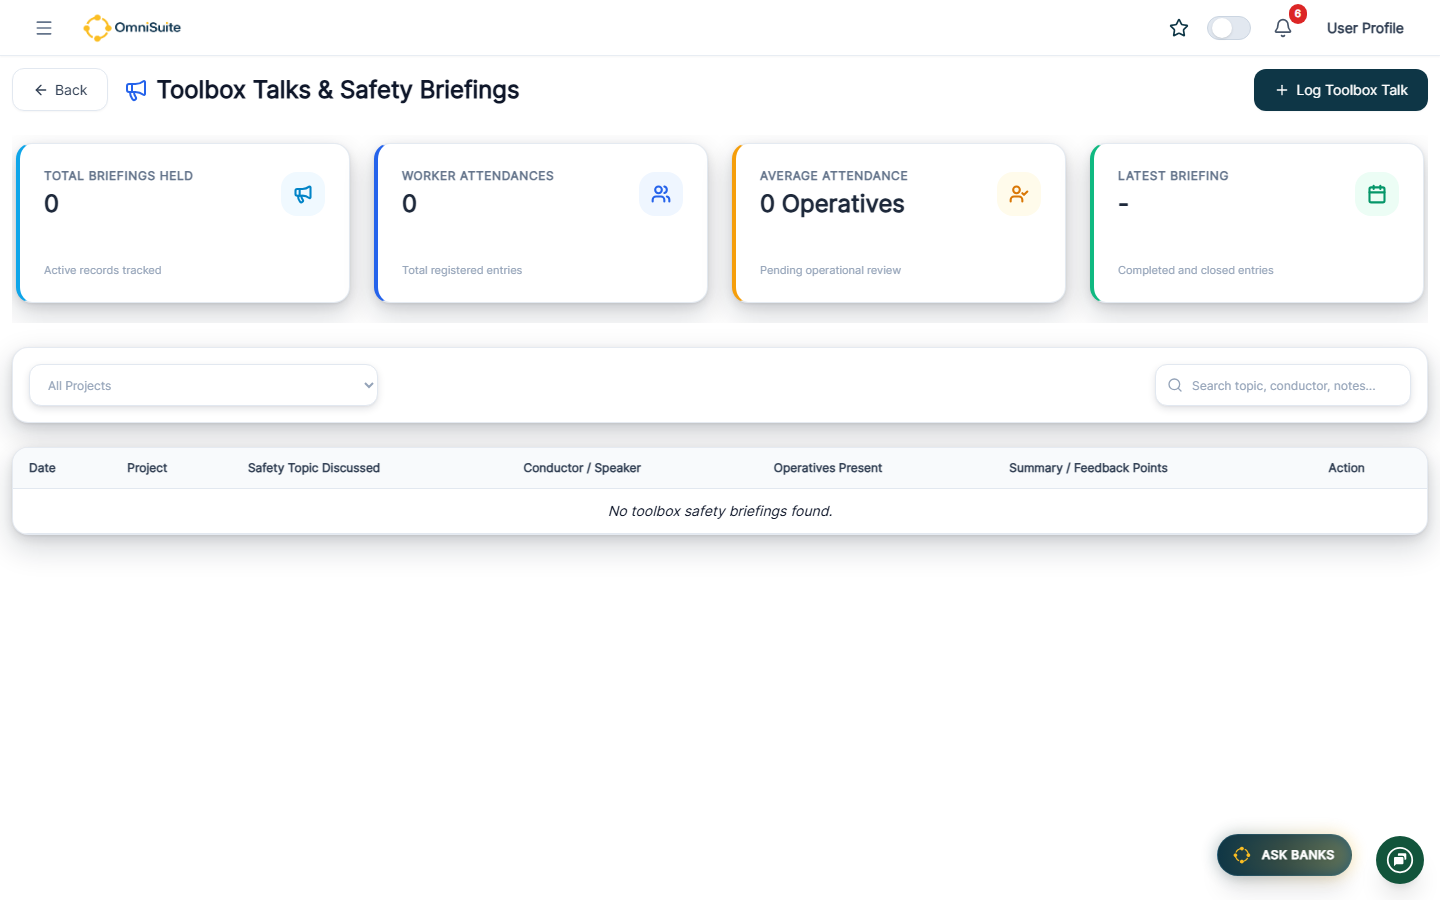 OmniSuite
6
User Profile
Back
Toolbox Talks & Safety Briefings
+ Log Toolbox Talk
TOTAL BRIEFINGS HELD
0
Active records tracked
WORKER ATTENDANCES
0
Total registered entries
AVERAGE ATTENDANCE
0 Operatives
Pending operational review
LATEST BRIEFING
-
Completed and closed entries
All Projects
Search topic, conductor, notes...
Date Project Safety Topic Discussed Conductor / Speaker Operatives Present Summary / Feedback Points Action
No toolbox safety briefings found.
ASK BANKS